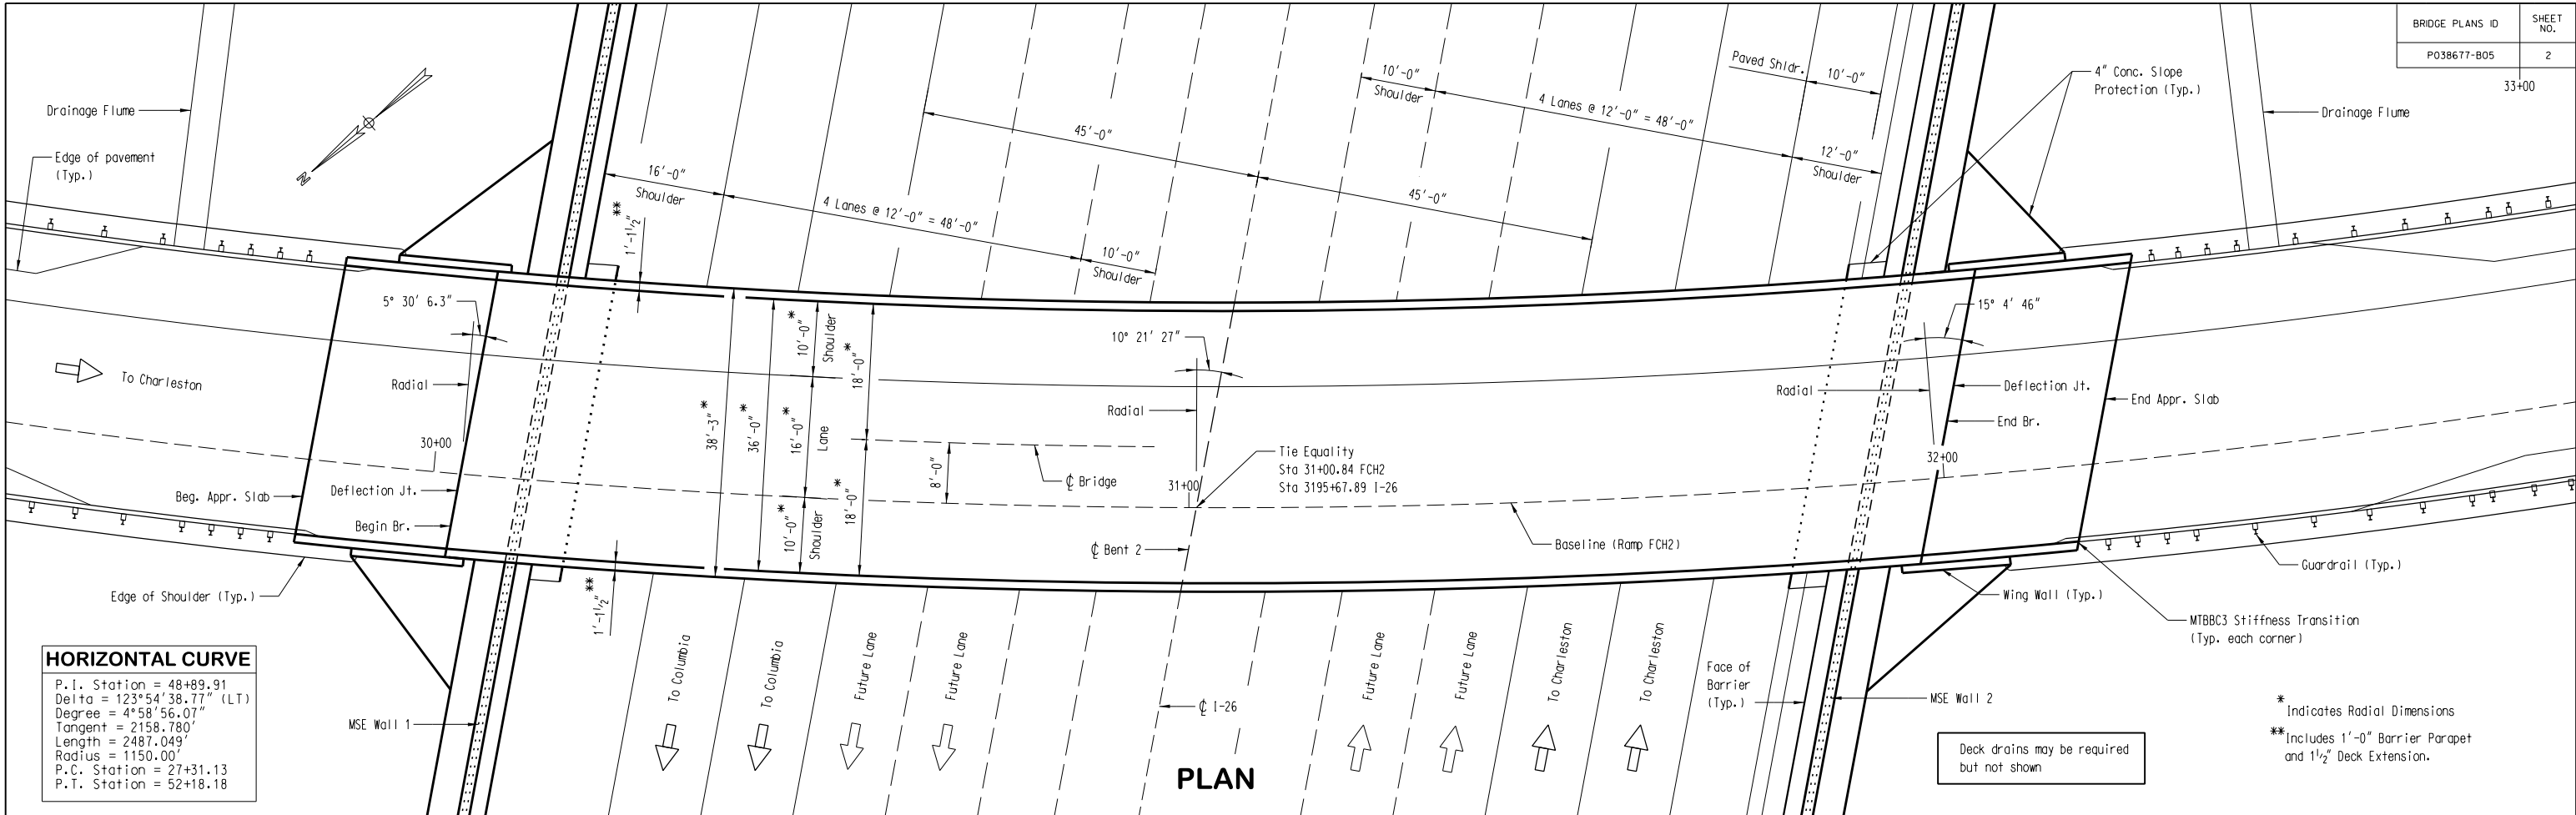 BRIDGE PLANS ID
SHEET
NO.
P038677-B05
2
33+00
Drainage Flume
Edge of pavement
(Typ.)
N
16'-0"
Shoulder
4 Lanes @ 12'-0" = 48'-0"
10'-0"
Shoulder
45'-0"
45'-0"
10'-0"
Shoulder
4 Lanes @ 12'-0" = 48'-0"
Paved Shldr.
10'-0"
12'-0"
Shoulder
4" Conc. Slope
Protection (Typ.)
Drainage Flume
**
1'-1 1/2"
5° 30' 6.3"
10° 21' 27"
15° 4' 46"
To Charleston
Radial
30+00
Beg. Appr. Slab
Deflection Jt.
Begin Br.
38'-3" *
36'-0" *
10'-0" *
Shoulder
16'-0" *
Lane
10'-0" *
Shoulder
18'-0" *
18'-0" *
8'-0"
℄ Bridge
Radial
31+00
Tie Equality
Sta 31+00.84 FCH2
Sta 3195+67.89 I-26
℄ Bent 2
Baseline (Ramp FCH2)
Radial
Deflection Jt.
End Br.
32+00
End Appr. Slab
Edge of Shoulder (Typ.)
1'-1 1/2" **
Guardrail (Typ.)
Wing Wall (Typ.)
MTBBC3 Stiffness Transition
(Typ. each corner)
HORIZONTAL CURVE
P.I. Station = 48+89.91
Delta = 123°54'38.77" (LT)
Degree = 4°58'56.07"
Tangent = 2158.780'
Length = 2487.049'
Radius = 1150.00'
P.C. Station = 27+31.13
P.T. Station = 52+18.18
MSE Wall 1
To Columbia
To Columbia
Future Lane
Future Lane
℄ I-26
Future Lane
Future Lane
To Charleston
To Charleston
Face of
Barrier
(Typ.)
MSE Wall 2
PLAN
Deck drains may be required
but not shown
* Indicates Radial Dimensions
** Includes 1'-0" Barrier Parapet
and 1 1/2" Deck Extension.